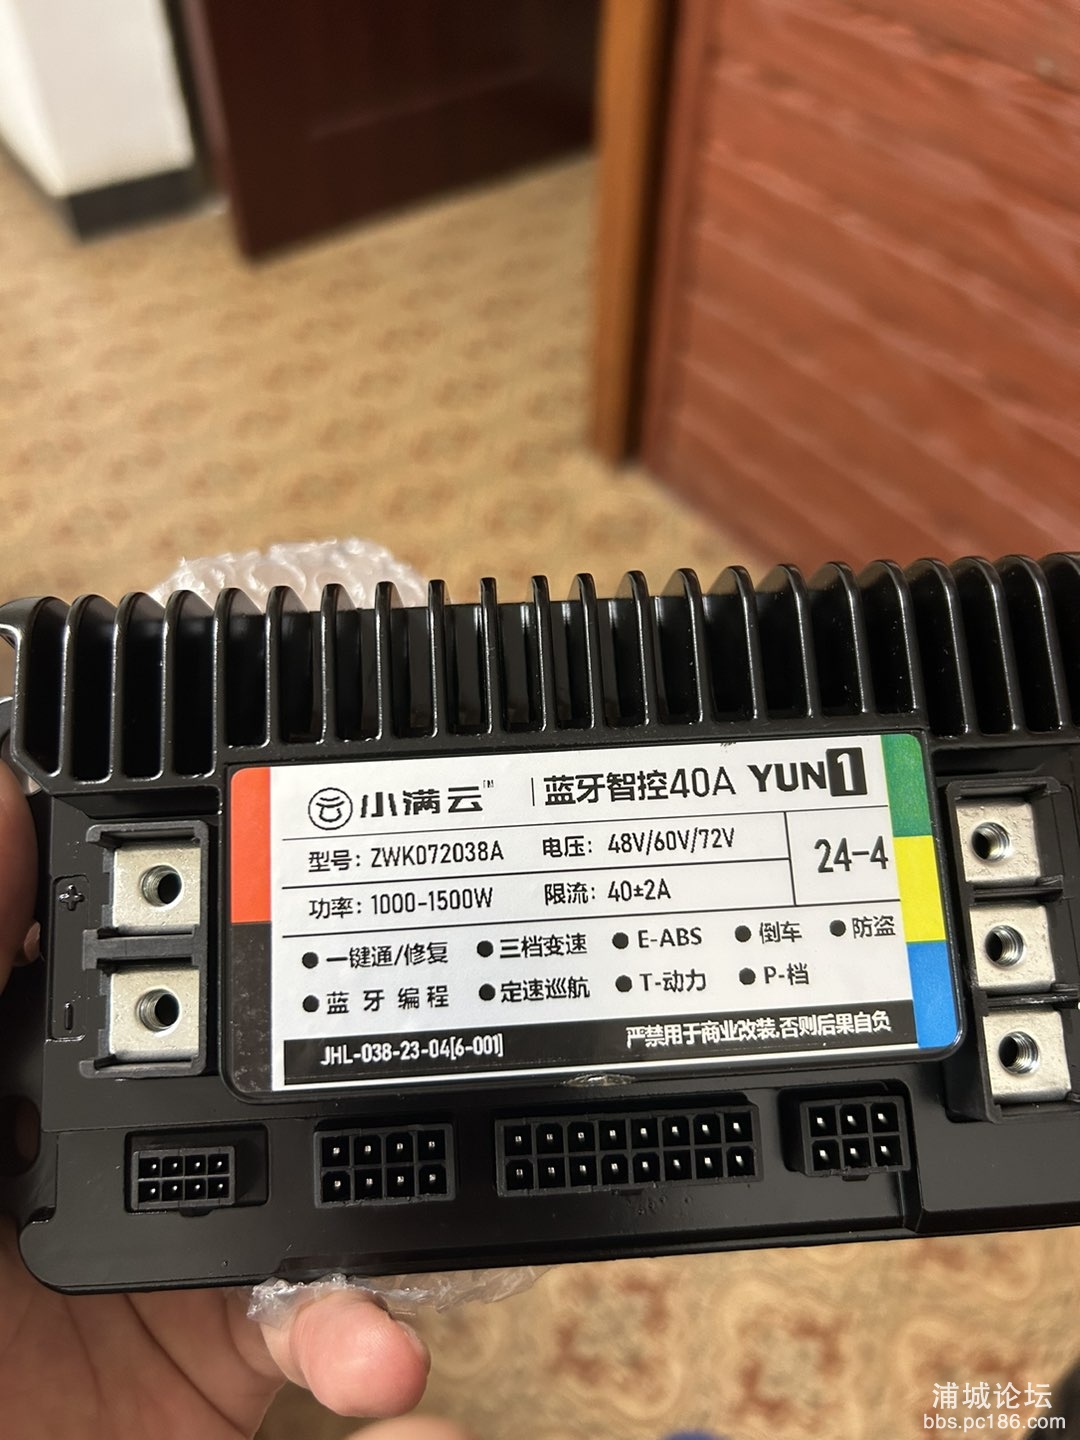 小满云™ 蓝牙智控40A YUN1
型号: ZWK072038A 电压: 48V/60V/72V
功率: 1000-1500W 限流: 40±2A
24-4
●一键通/修复 ●三档变速 ●E-ABS ●倒车 ●防盗
●蓝牙编程 ●定速巡航 ●T-动力 ●P-档
JHL-038-23-04[6-001] 严禁用于商业改装,否则后果自负
+
-
浦城论坛
bbs.pc186.com